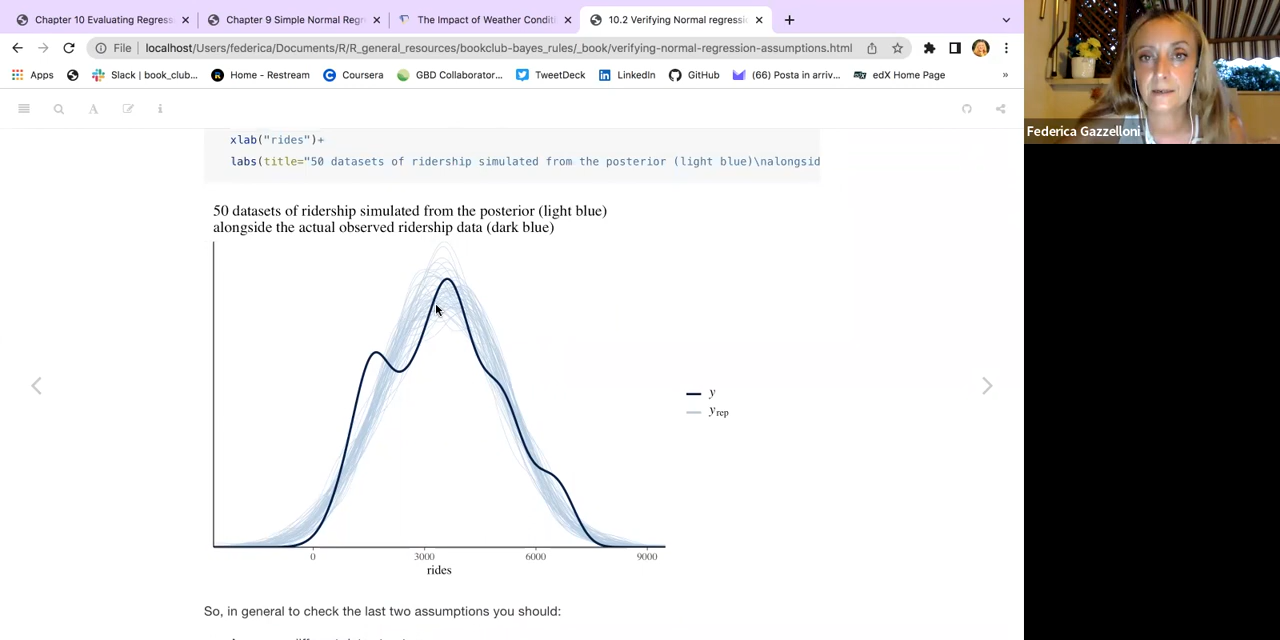 Chapter 10 Evaluating Regress
Chapter 9 Simple Normal Reg
The Impact of Weather Conditi
10.2 Verifying Normal regressio
File localhost/Users/federica/Documents/R/R_general_resources/bookclub-bayes_rules/_book/verifying-normal-regression-assumptions.html
Apps Slack | book_club... Home - Restream Coursera GBD Collaborator... TweetDeck LinkedIn GitHub (66) Posta in arriv... edX Home Page »
Federica Gazzelloni
xlab("rides")+
labs(title="50 datasets of ridership simulated from the posterior (light blue)\nalongsid
50 datasets of ridership simulated from the posterior (light blue)
alongside the actual observed ridership data (dark blue)
y
yrep
0 3000 6000 9000
rides
So, in general to check the last two assumptions you should: